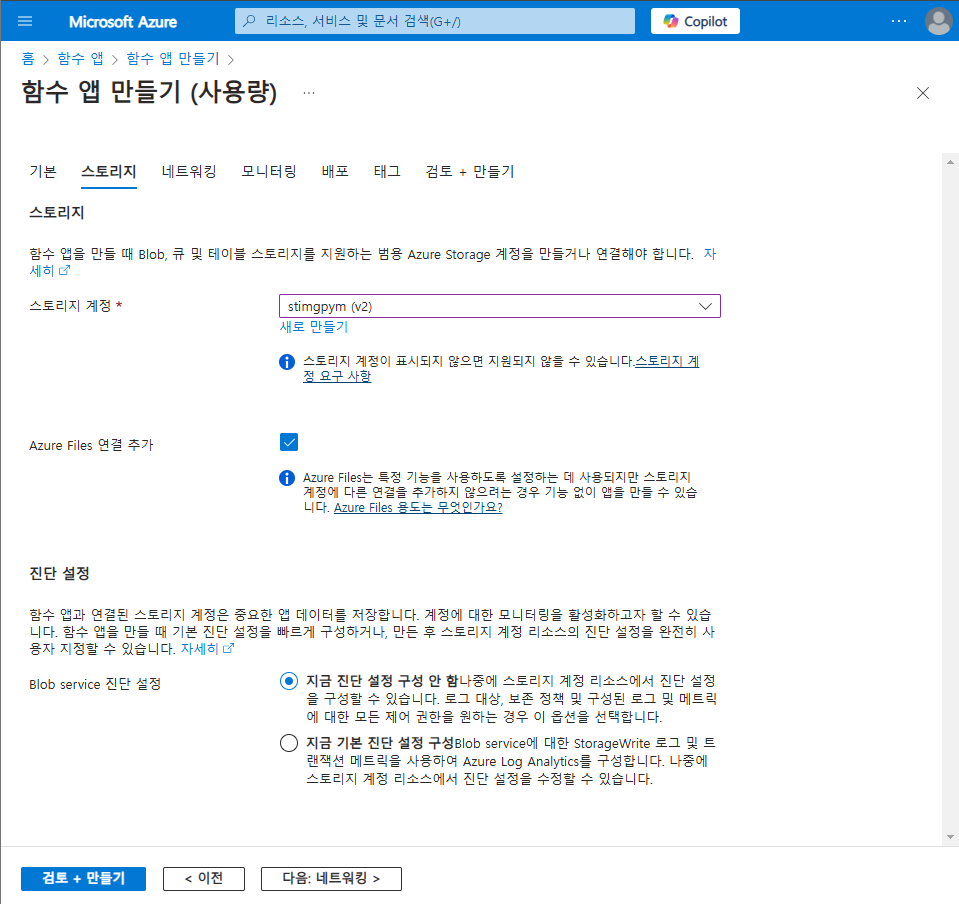 Microsoft Azure
리소스, 서비스 및 문서 검색(G+/)
Copilot
홈 > 함수 앱 > 함수 앱 만들기 >
함수 앱 만들기 (사용량) ...
기본 스토리지 네트워킹 모니터링 배포 태그 검토 + 만들기
스토리지
함수 앱을 만들 때 Blob, 큐 및 테이블 스토리지를 지원하는 범용 Azure Storage 계정을 만들거나 연결해야 합니다. 자
세히
스토리지 계정 *
stimgpym (v2)
새로 만들기
스토리지 계정이 표시되지 않으면 지원되지 않을 수 있습니다.스토리지 계
정 요구 사항
Azure Files 연결 추가
Azure Files는 특정 기능을 사용하도록 설정하는 데 사용되지만 스토리지
계정에 다른 연결을 추가하지 않으려는 경우 기능 없이 앱을 만들 수 있습
니다. Azure Files 용도는 무엇인가요?
진단 설정
함수 앱과 연결된 스토리지 계정은 중요한 앱 데이터를 저장합니다. 계정에 대한 모니터링을 활성화하고자 할 수 있습
니다. 함수 앱을 만들 때 기본 진단 설정을 빠르게 구성하거나, 만든 후 스토리지 계정 리소스의 진단 설정을 완전히 사
용자 지정할 수 있습니다. 자세히
Blob service 진단 설정
지금 진단 설정 구성 안 함나중에 스토리지 계정 리소스에서 진단 설정
을 구성할 수 있습니다. 로그 대상, 보존 정책 및 구성된 로그 및 메트릭
에 대한 모든 제어 권한을 원하는 경우 이 옵션을 선택합니다.
지금 기본 진단 설정 구성Blob service에 대한 StorageWrite 로그 및 트
랜잭션 메트릭을 사용하여 Azure Log Analytics를 구성합니다. 나중에
스토리지 계정 리소스에서 진단 설정을 수정할 수 있습니다.
검토 + 만들기
< 이전
다음: 네트워킹 >